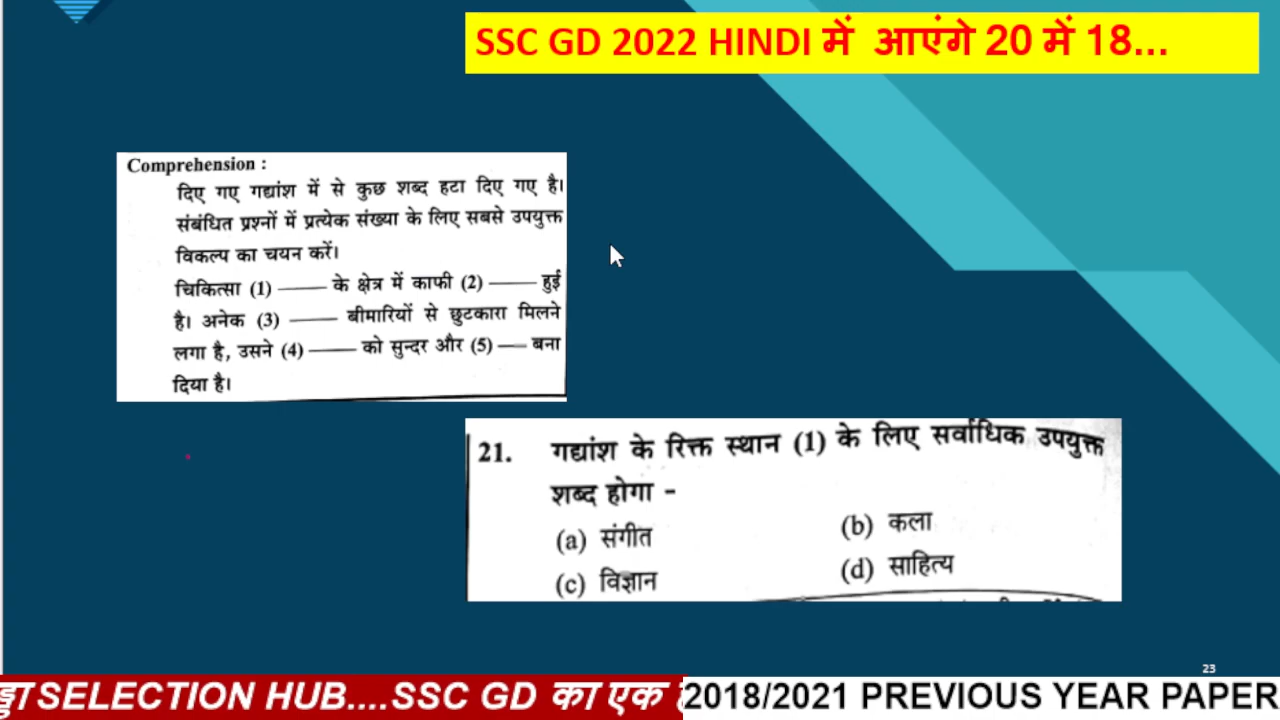 SSC GD 2022 HINDI में आएंगे 20 में 18...
Comprehension :
दिए गए गद्यांश में से कुछ शब्द हटा दिए गए है।
संबंधित प्रश्नों में प्रत्येक संख्या के लिए सबसे उपयुक्त
विकल्प का चयन करें।
चिकित्सा (1) —— के क्षेत्र में काफी (2) —— हुई
है। अनेक (3) —— बीमारियों से छुटकारा मिलने
लगा है, उसने (4) —— को सुन्दर और (5) — बना
दिया है।
21. गद्यांश के रिक्त स्थान (1) के लिए सर्वाधिक उपयुक्त
शब्द होगा -
(a) संगीत (b) कला
(c) विज्ञान (d) साहित्य
23
SELECTION HUB....SSC GD का एक 2018/2021 PREVIOUS YEAR PAPER